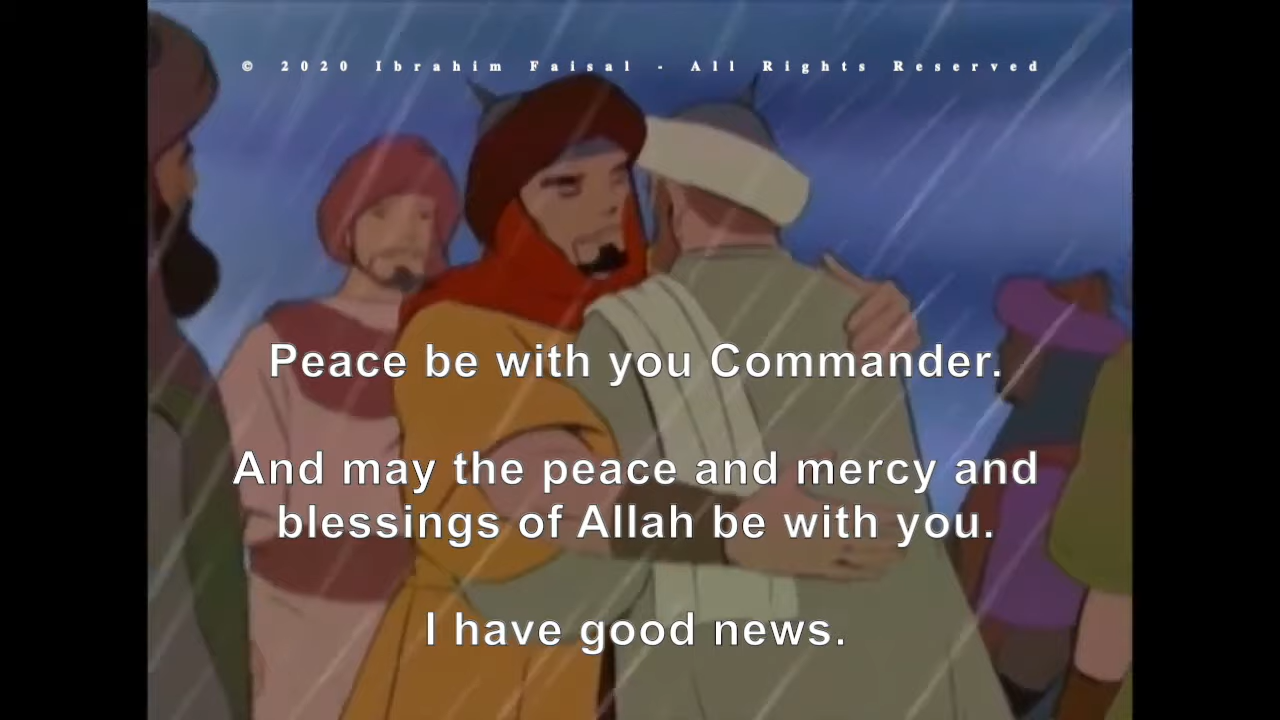 © 2020 Ibrahim Faisal - All Rights Reserved
Peace be with you Commander.
And may the peace and mercy and
blessings of Allah be with you.
I have good news.